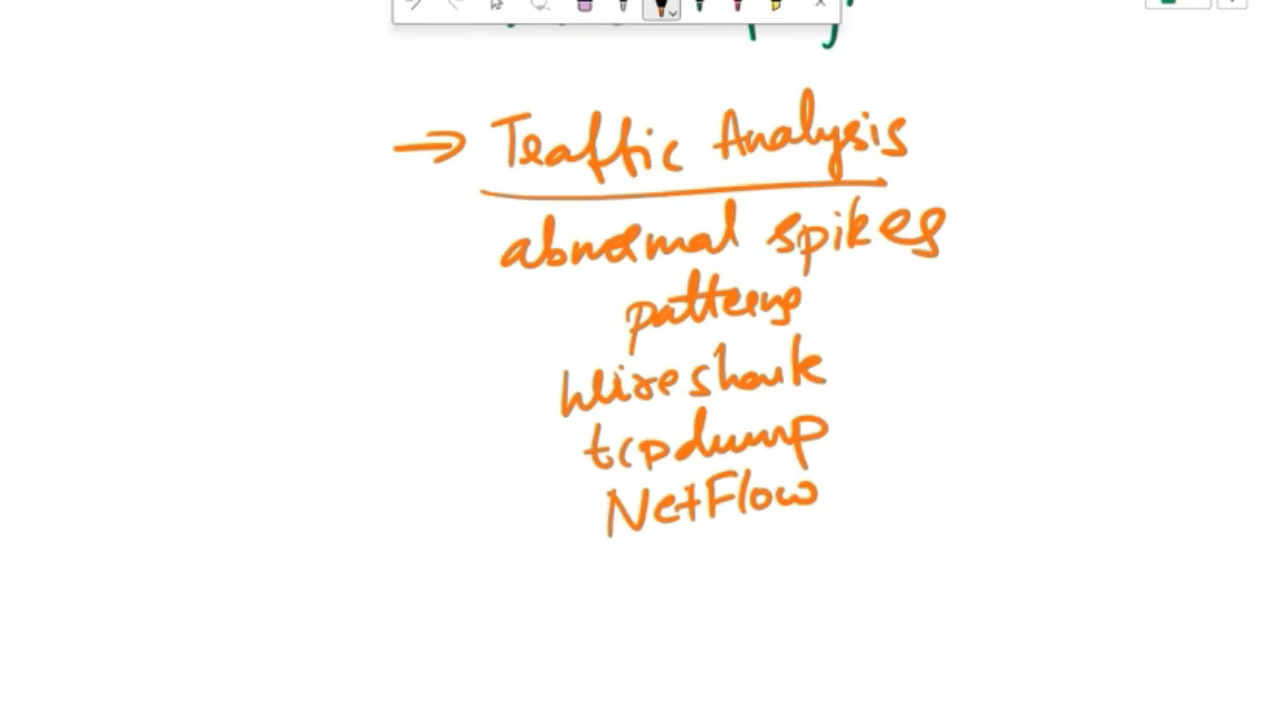 → Traffic Analysis
abnormal spikes
patterns
Wireshark
tcpdump
NetFlow